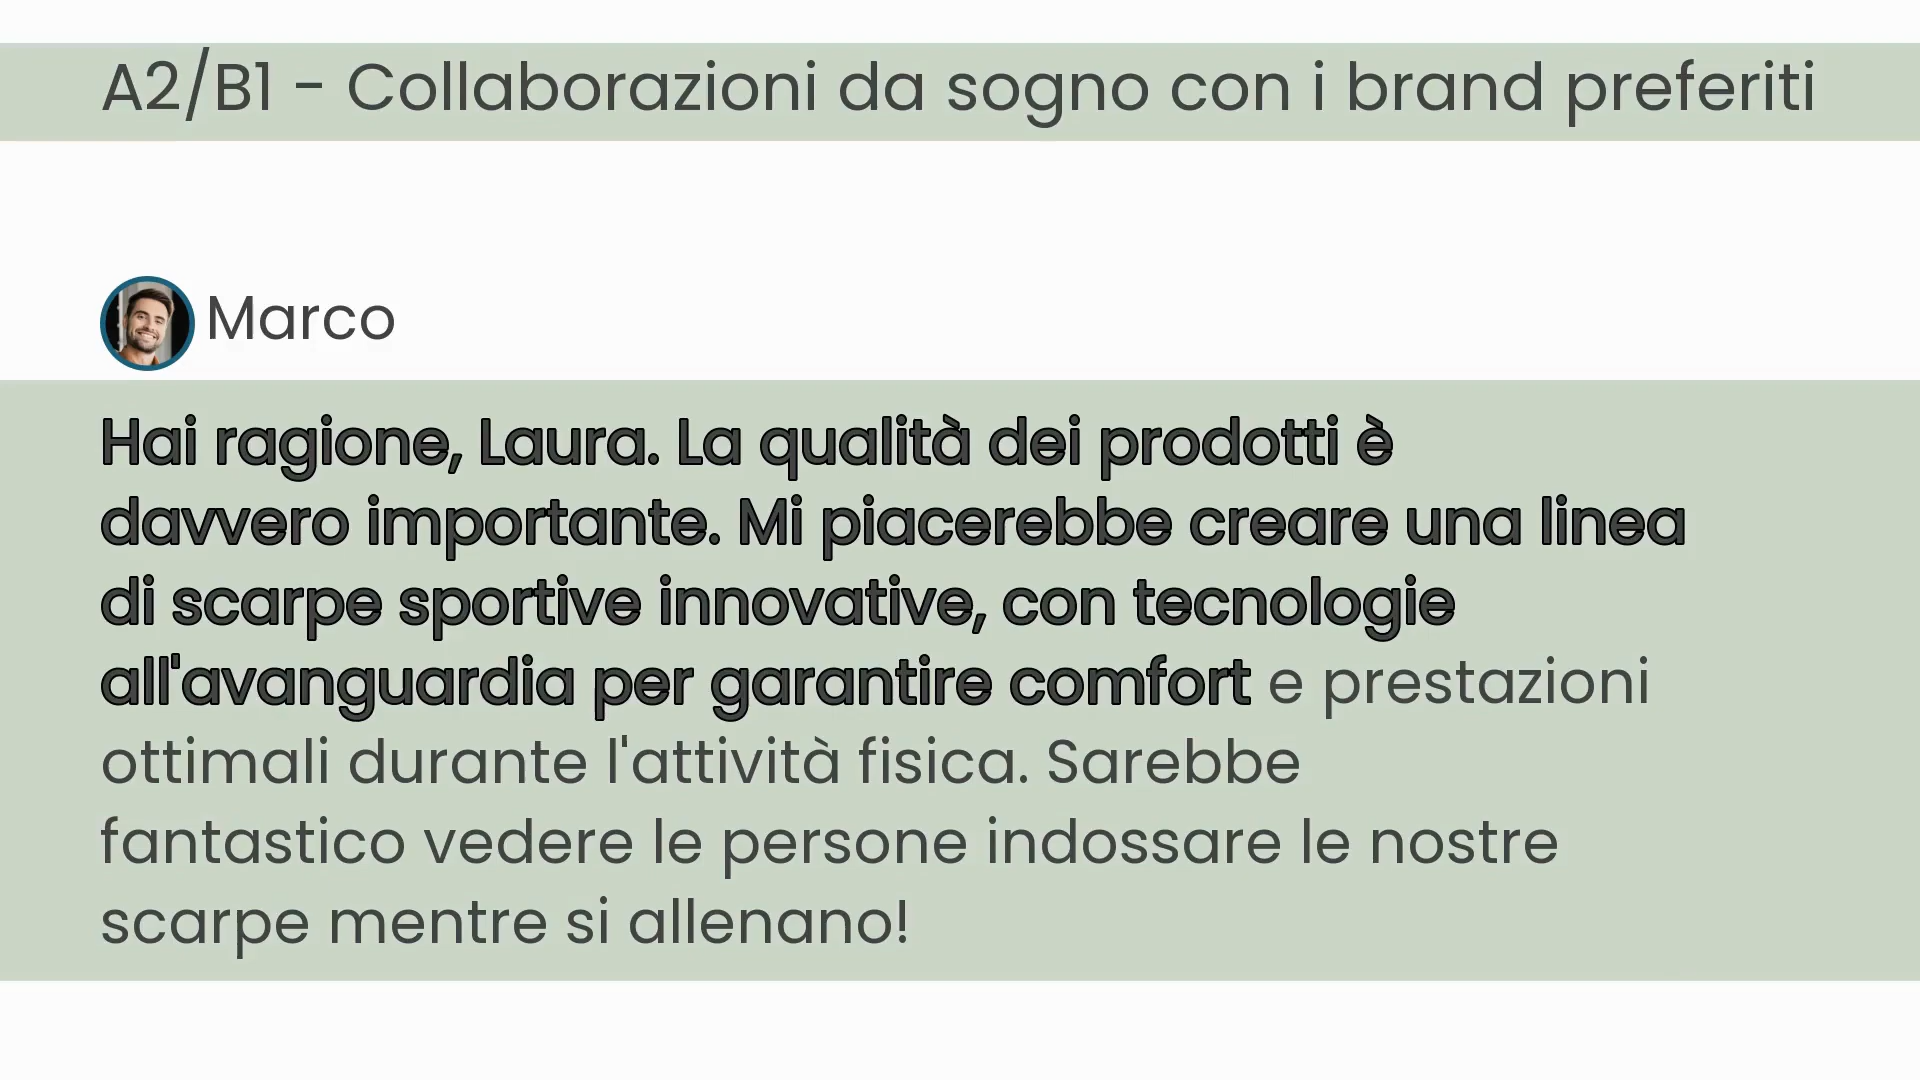 A2/B1 - Collaborazioni da sogno con i brand preferiti
Marco
Hai ragione, Laura. La qualità dei prodotti è
davvero importante. Mi piacerebbe creare una linea
di scarpe sportive innovative, con tecnologie
all'avanguardia per garantire comfort e prestazioni
ottimali durante l'attività fisica. Sarebbe
fantastico vedere le persone indossare le nostre
scarpe mentre si allenano!